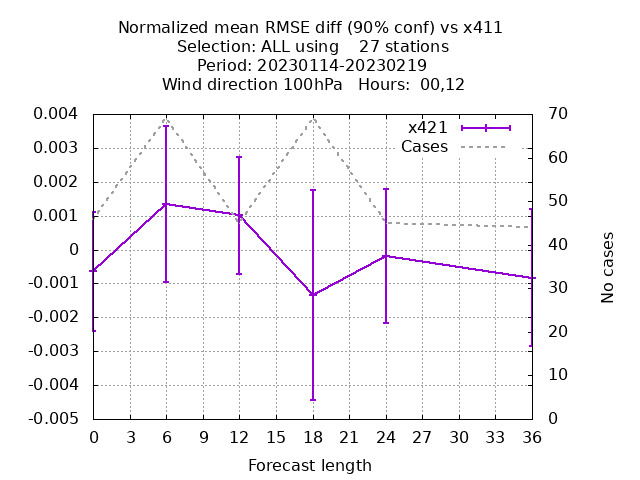 Normalized mean RMSE diff (90% conf) vs x411
Selection: ALL using    27 stations
Period: 20230114-20230219
Wind direction 100hPa   Hours:  00,12
0.004
0.003
0.002
0.001
0
-0.001
-0.002
-0.003
-0.004
-0.005
x421
Cases
70
60
50
40
30
20
10
0
No cases
0 3 6 9 12 15 18 21 24 27 30 33 36
Forecast length